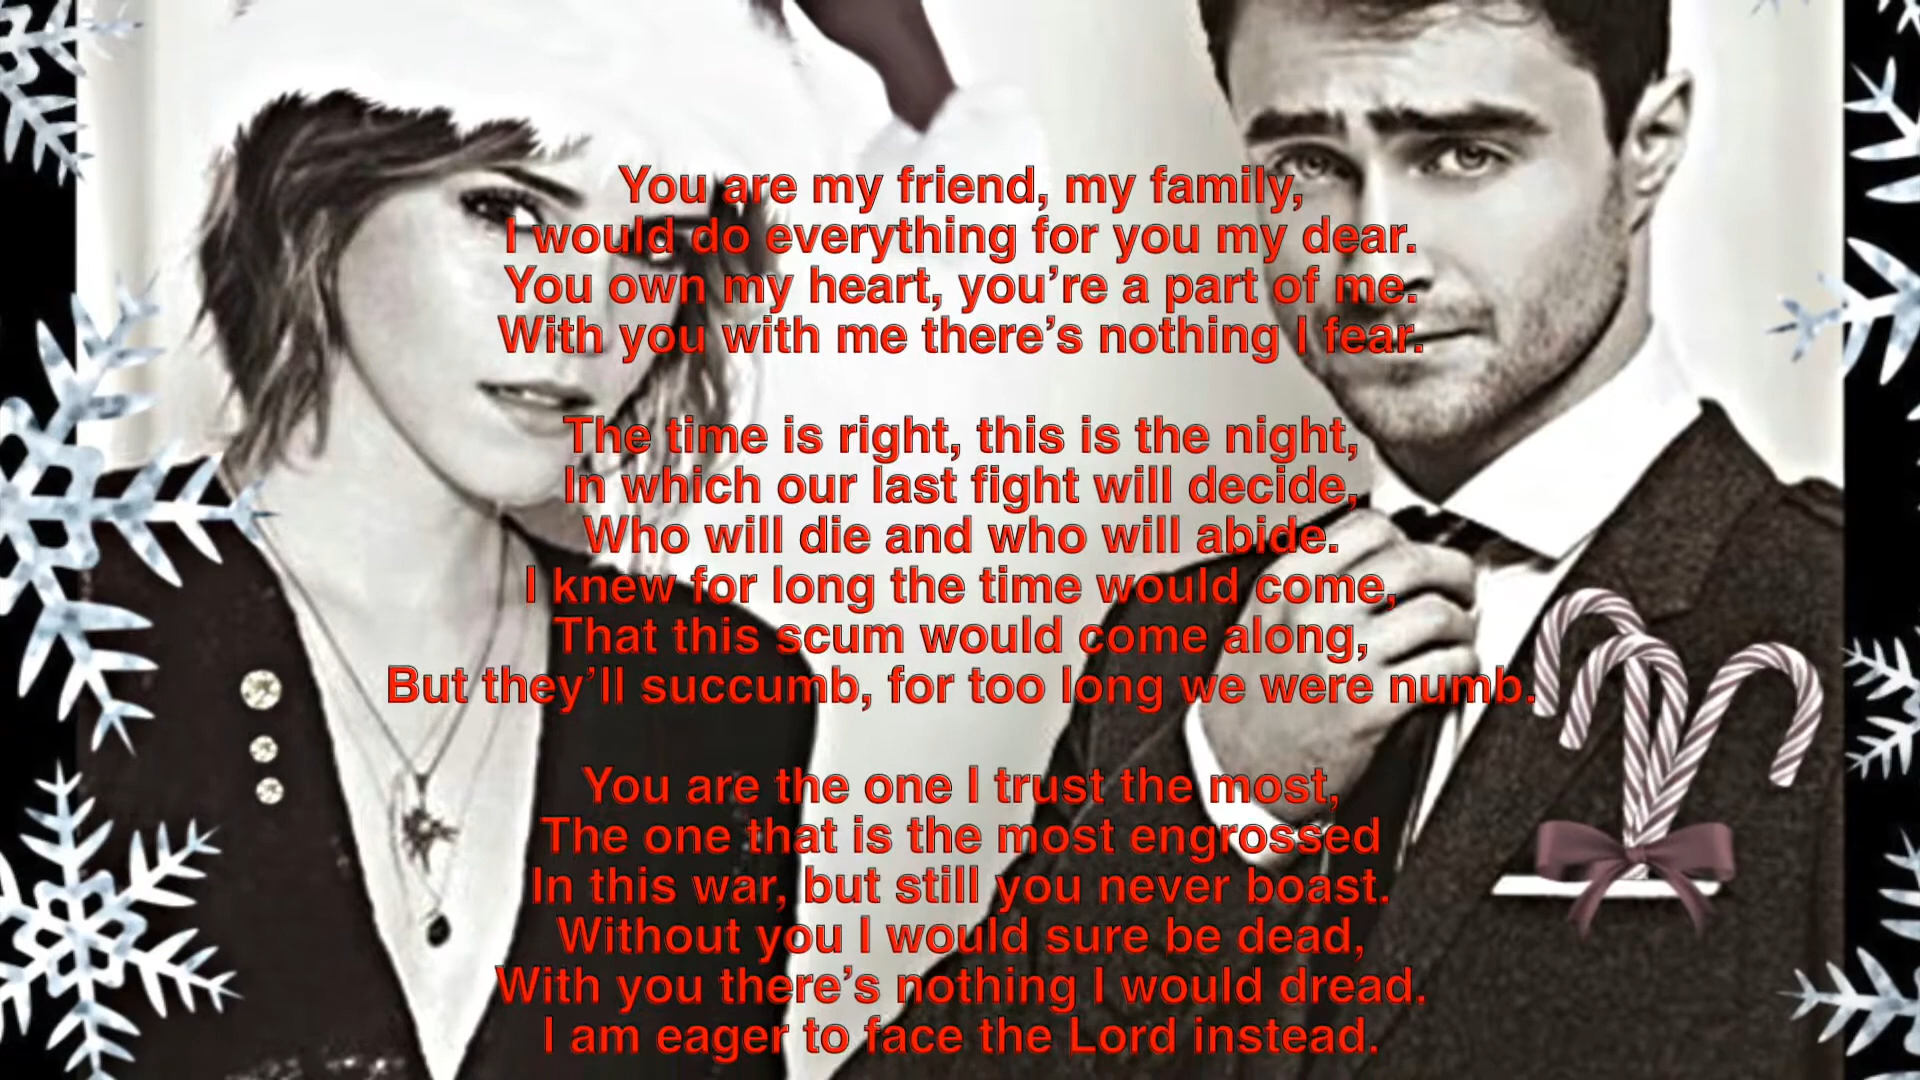 You are my friend, my family,
I would do everything for you my dear.
You own my heart, you’re a part of me.
With you with me there’s nothing I fear.
The time is right, this is the night,
In which our last fight will decide,
Who will die and who will abide.
I knew for long the time would come,
That this scum would come along,
But they’ll succumb, for too long we were numb.
You are the one I trust the most,
The one that is the most engrossed
In this war, but still you never boast.
Without you I would sure be dead,
With you there’s nothing I would dread.
I am eager to face the Lord instead.